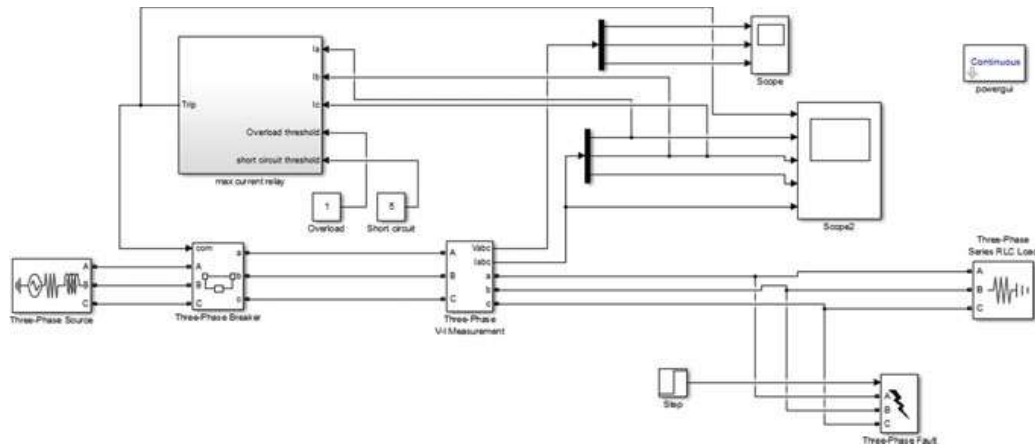 Ia
Ib
Ic
Trip
Overload threshold
short circuit threshold
max current relay
1
Overload
5
Short circuit
Scope
Continuous
powergui
Scope2
A
B
C
Three-Phase Source
com
A
B
C
a
b
c
Three-Phase Breaker
A
B
C
Vabc
Iabc
a
b
c
Three-Phase
V-I Measurement
Three-Phase
Series RLC Load
A
B
C
Step
A
B
C
Three-Phase Fault